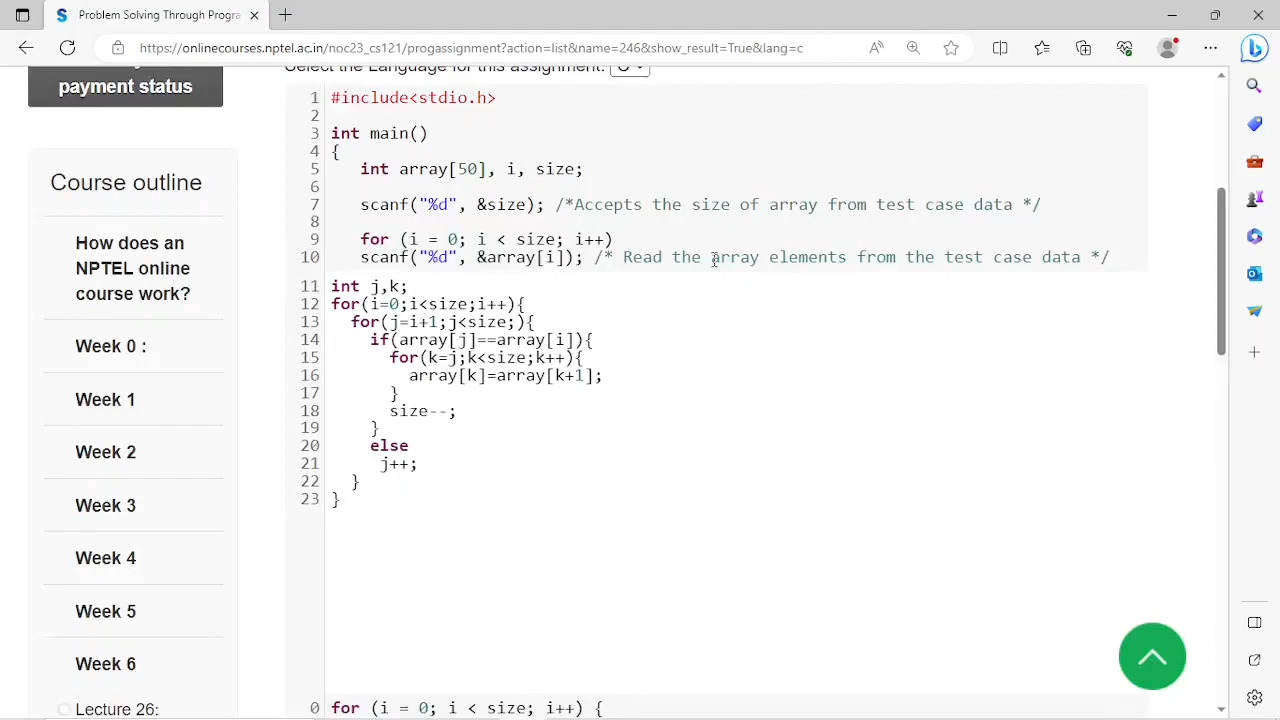 Problem Solving Through Progra
https://onlinecourses.nptel.ac.in/noc23_cs121/progassignment?action=list&name=246&show_result=True&lang=c
payment status
Select the Language for this assignment. C
Course outline
How does an
NPTEL online
course work?
Week 0 :
Week 1
Week 2
Week 3
Week 4
Week 5
Week 6
Lecture 26:
1 #include<stdio.h>
2
3 int main()
4 {
5 int array[50], i, size;
6
7 scanf("%d", &size); /*Accepts the size of array from test case data */
8
9 for (i = 0; i < size; i++)
10 scanf("%d", &array[i]); /* Read the array elements from the test case data */
11 int j,k;
12 for(i=0;i<size;i++){
13 for(j=i+1;j<size;){
14 if(array[j]==array[i]){
15 for(k=j;k<size;k++){
16 array[k]=array[k+1];
17 }
18 size--;
19 }
20 else
21 j++;
22 }
23 }
0 for (i = 0; i < size; i++) {